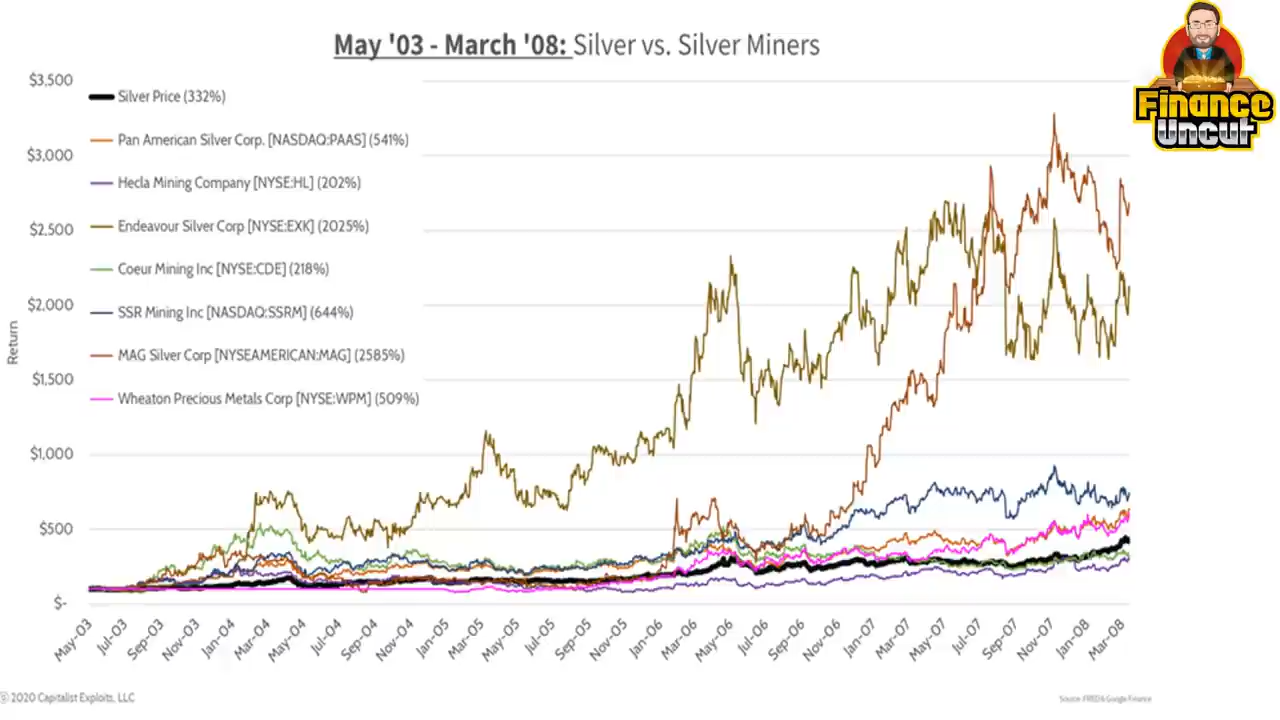 May '03 - March '08: Silver vs. Silver Miners
Finance
Uncut
$3,500
$3,000
$2,500
$2,000
$1,500
$1,000
$500
$-
Return
Silver Price (332%)
Pan American Silver Corp. [NASDAQ:PAAS] (541%)
Hecla Mining Company [NYSE:HL] (202%)
Endeavour Silver Corp [NYSE:EXK] (2025%)
Coeur Mining Inc [NYSE:CDE] (218%)
SSR Mining Inc [NASDAQ:SSRM] (644%)
MAG Silver Corp [NYSEAMERICAN:MAG] (2585%)
Wheaton Precious Metals Corp [NYSE:WPM] (509%)
May-03
Jul-03
Sep-03
Nov-03
Jan-04
Mar-04
May-04
Jul-04
Sep-04
Nov-04
Jan-05
Mar-05
May-05
Jul-05
Sep-05
Nov-05
Jan-06
Mar-06
May-06
Jul-06
Sep-06
Nov-06
Jan-07
Mar-07
May-07
Jul-07
Sep-07
Nov-07
Jan-08
Mar-08
© 2020 Capitalist Exploits, LLC
Source: FRED & Google Finance